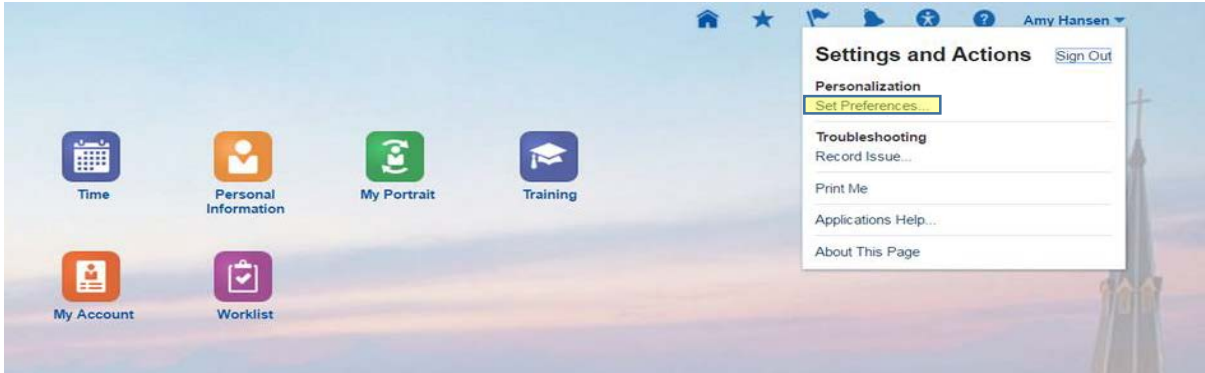 Amy Hansen
Settings and Actions Sign Out
Personalization
Set Preferences...
Troubleshooting
Record Issue...
Print Me
Applications Help...
About This Page
Time
Personal
Information
My Portrait
Training
My Account
Worklist